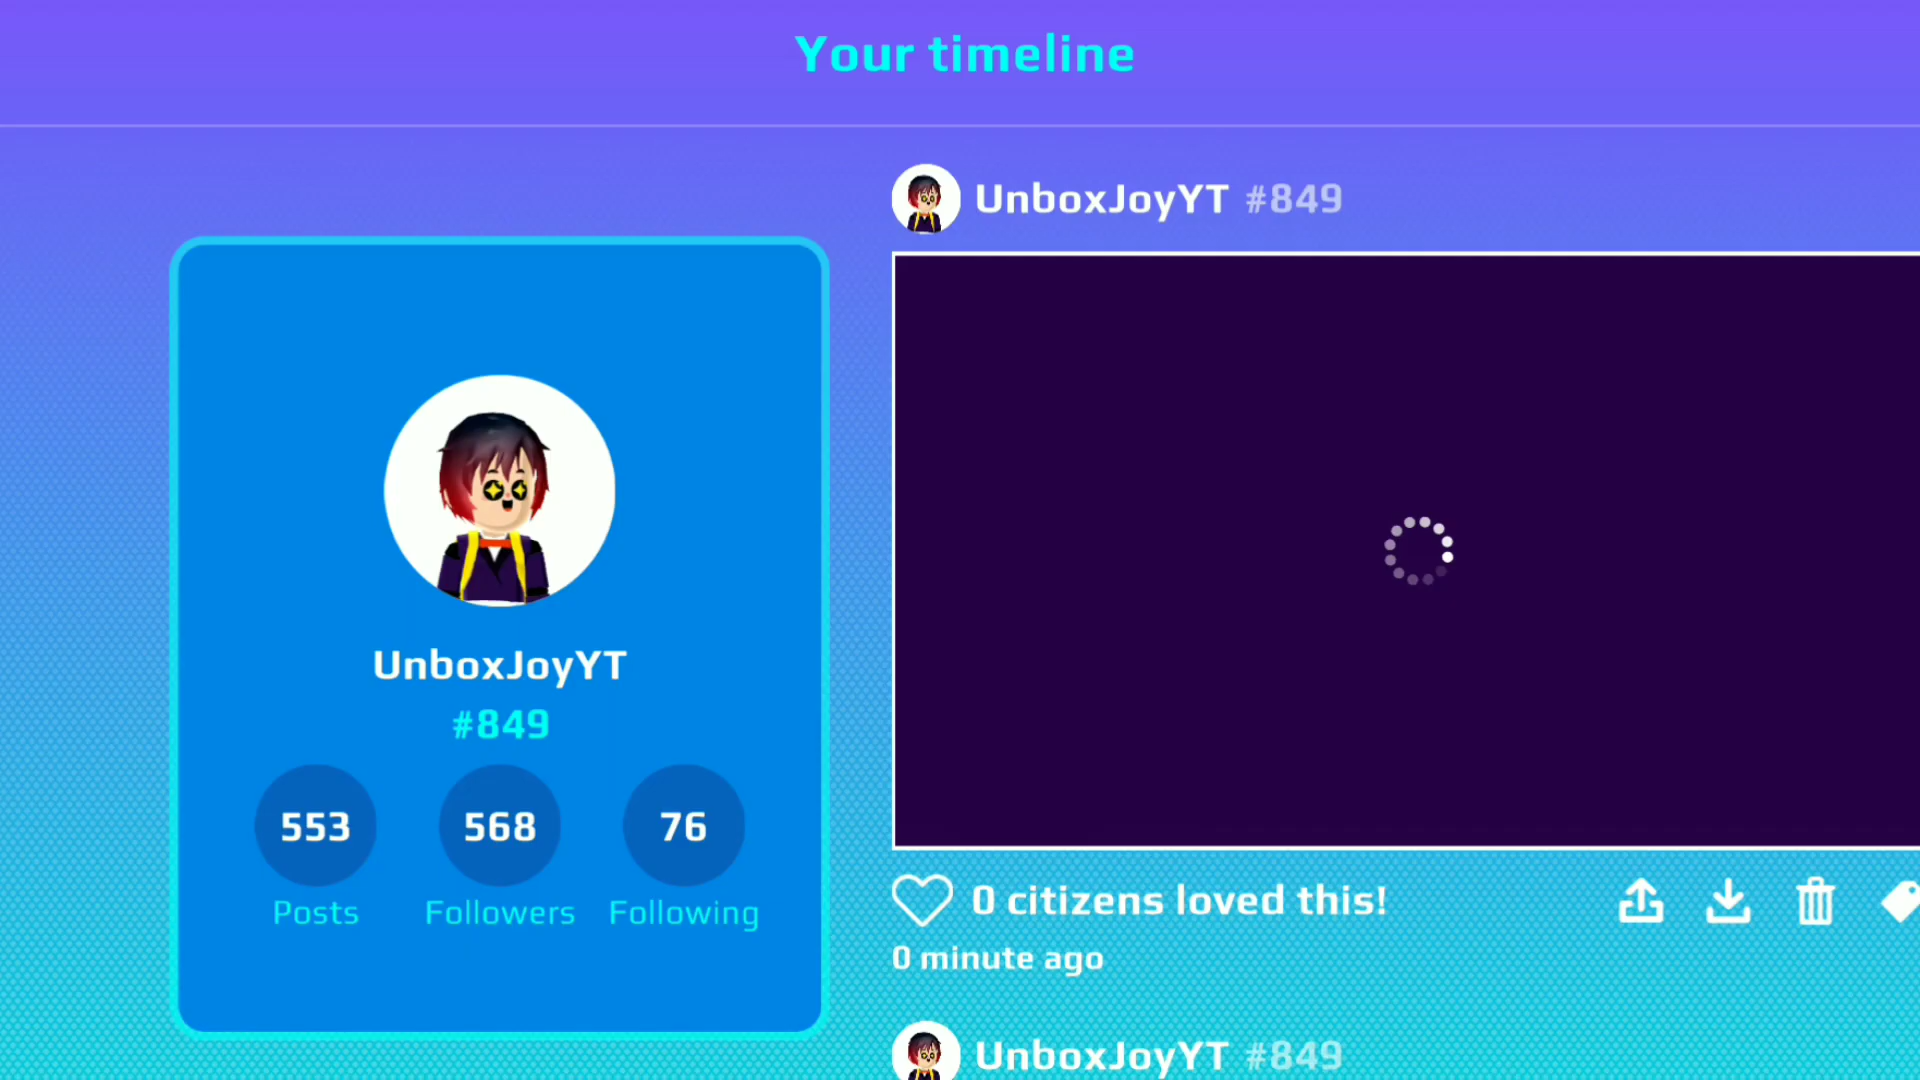 Your timeline
UnboxJoyYT #849
UnboxJoyYT
#849
553 568 76
Posts Followers Following
0 citizens loved this!
0 minute ago
UnboxJoyYT #849